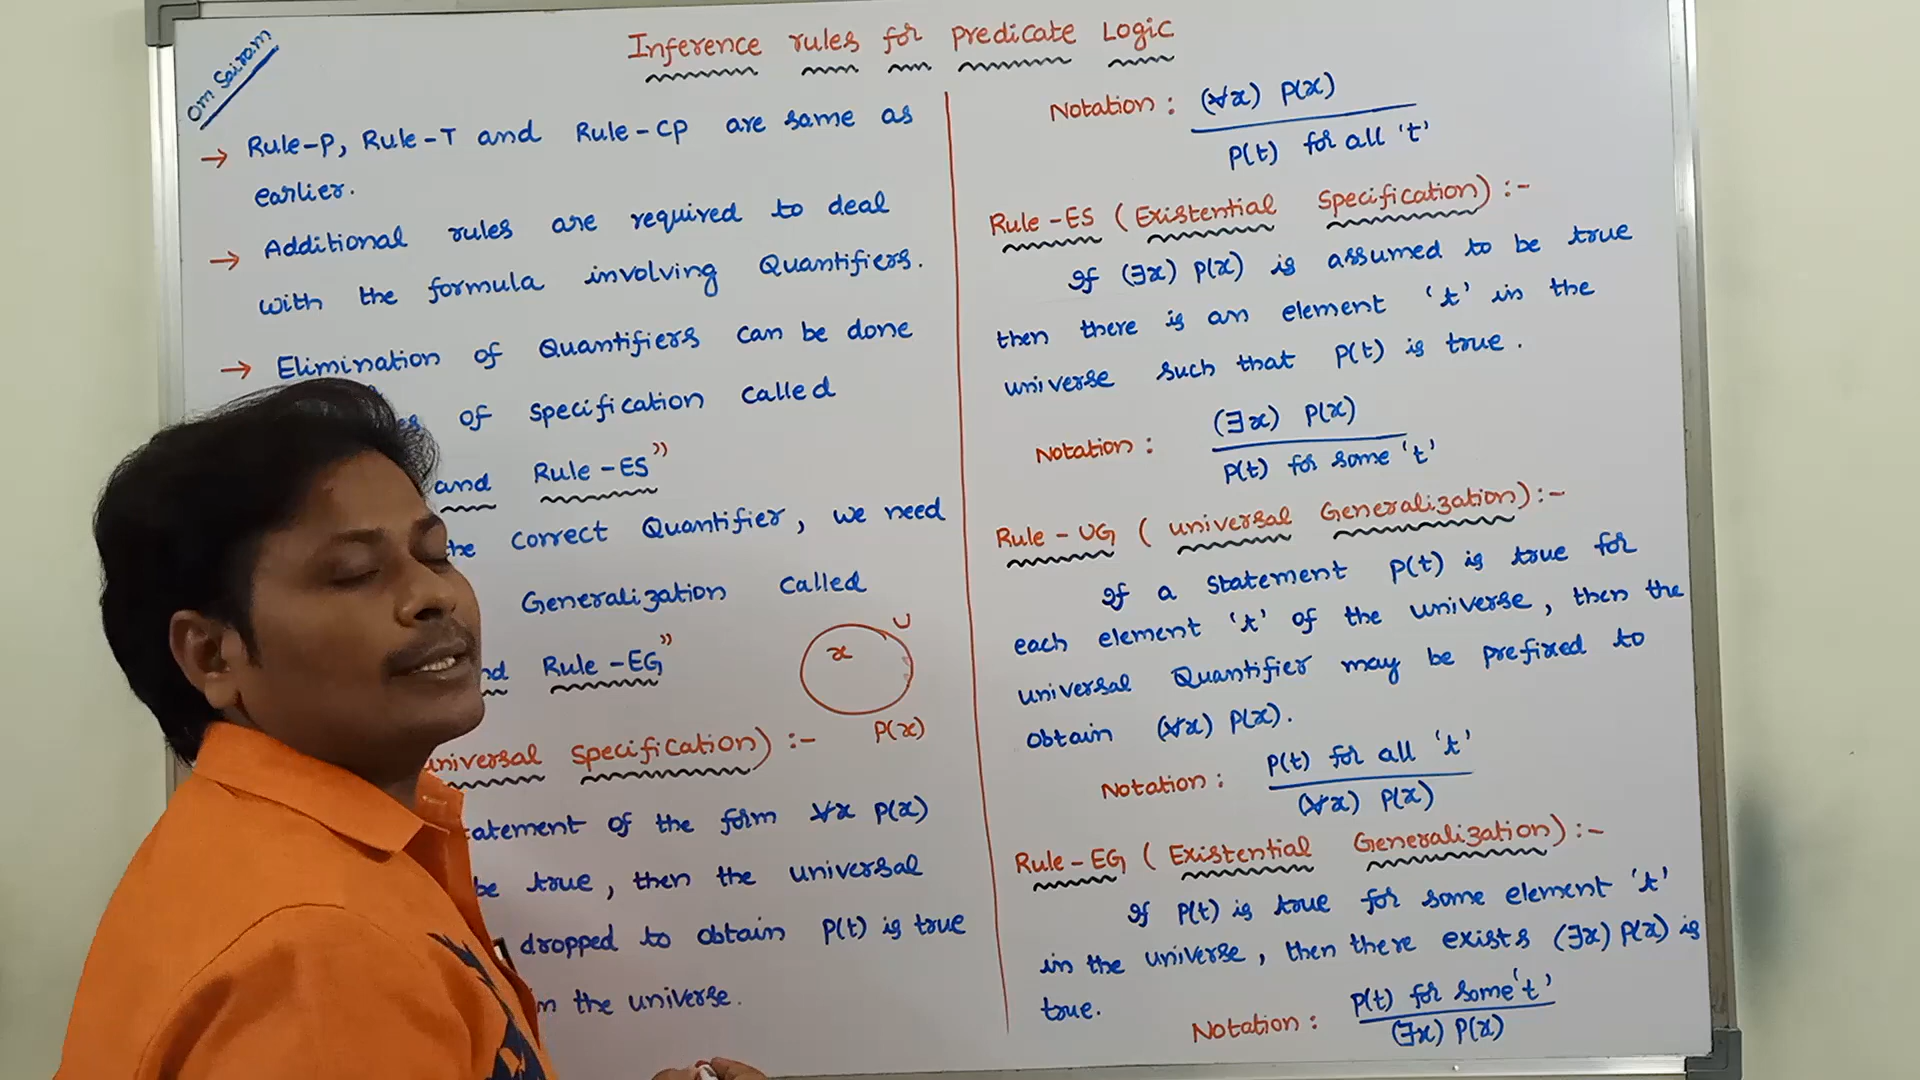 Om Sairam
Inference rules for predicate Logic
→ Rule-P, Rule-T and Rule-CP are same as
earlier.
→ Additional rules are required to deal
with the formula involving Quantifiers.
→ Elimination of Quantifiers can be done
of specification called
and Rule-ES"
the correct Quantifier, we need
Generalization called
Rule-EG"
U
x
P(x)
universal Specification) :-
of the form ∀x P(x)
be true, then the universal
dropped to obtain P(t) is true
in the universe.
Notation : (∀x) P(x)
P(t) for all 't'
Rule-ES (Existential Specification) :-
If (∃x) P(x) is assumed to be true
then there is an element 't' in the
universe such that P(t) is true.
Notation : (∃x) P(x)
P(t) for some 't'
Rule-UG (universal Generalization) :-
If a statement P(t) is true for
each element 't' of the universe, then the
universal Quantifier may be prefixed to
obtain (∀x) P(x).
Notation : P(t) for all 't'
(∀x) P(x)
Rule-EG (Existential Generalization) :-
If P(t) is true for some element 't'
in the universe, then there exists (∃x) P(x) is
true.
Notation : P(t) for some 't'
(∃x) P(x)